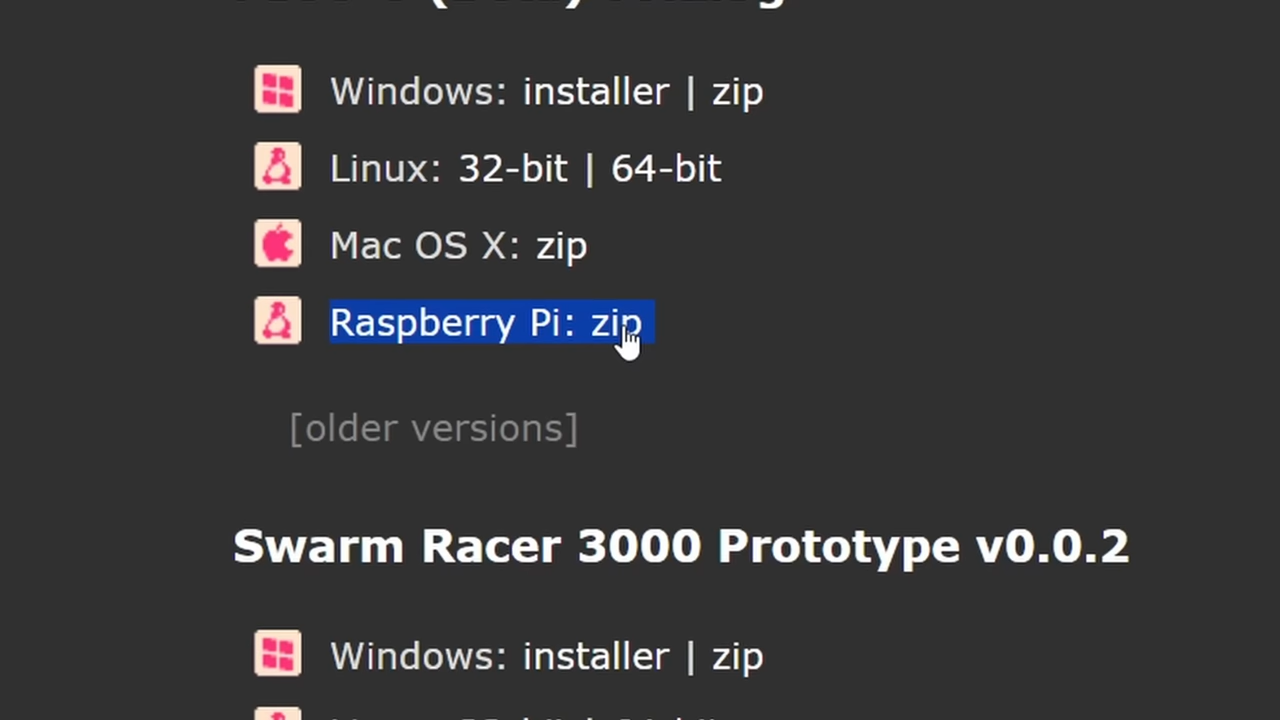 Windows: installer | zip
Linux: 32-bit | 64-bit
Mac OS X: zip
Raspberry Pi: zip
[older versions]
Swarm Racer 3000 Prototype v0.0.2
Windows: installer | zip